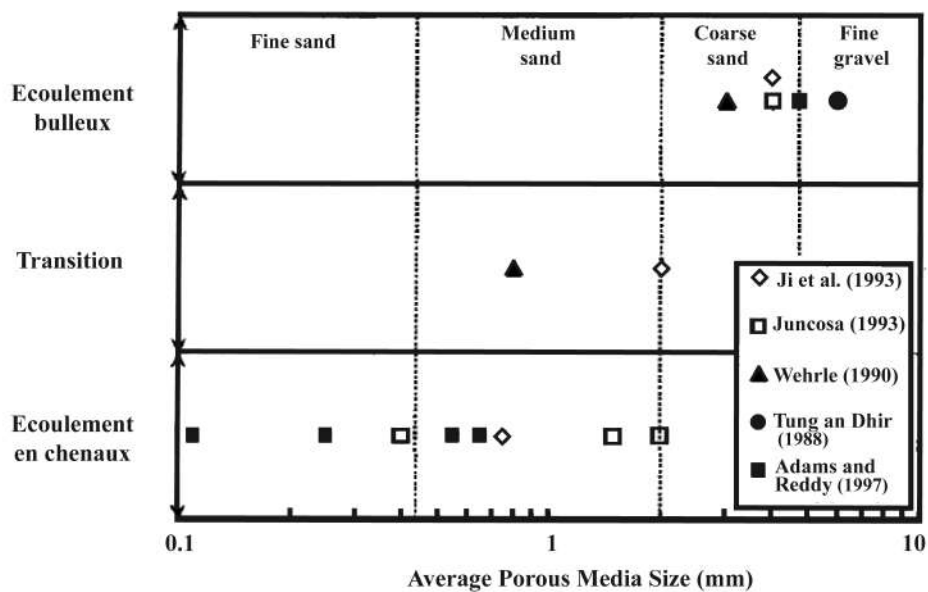 Fine sand
Medium
sand
Coarse
sand
Fine
gravel
Ecoulement
bulleux
Transition
Ecoulement
en chenaux
Ji et al. (1993)
Juncosa (1993)
Wehrle (1990)
Tung an Dhir
(1988)
Adams and
Reddy (1997)
0.1
1
10
Average Porous Media Size (mm)